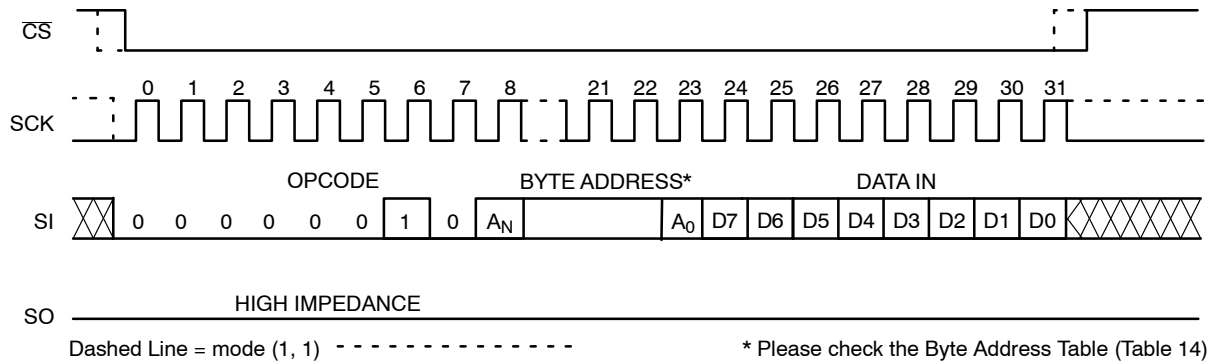 CS
0 1 2 3 4 5 6 7 8 21 22 23 24 25 26 27 28 29 30 31
SCK
OPCODE BYTE ADDRESS* DATA IN
SI 0 0 0 0 0 0 1 0 AN A0 D7 D6 D5 D4 D3 D2 D1 D0
HIGH IMPEDANCE
SO
Dashed Line = mode (1, 1) * Please check the Byte Address Table (Table 14)